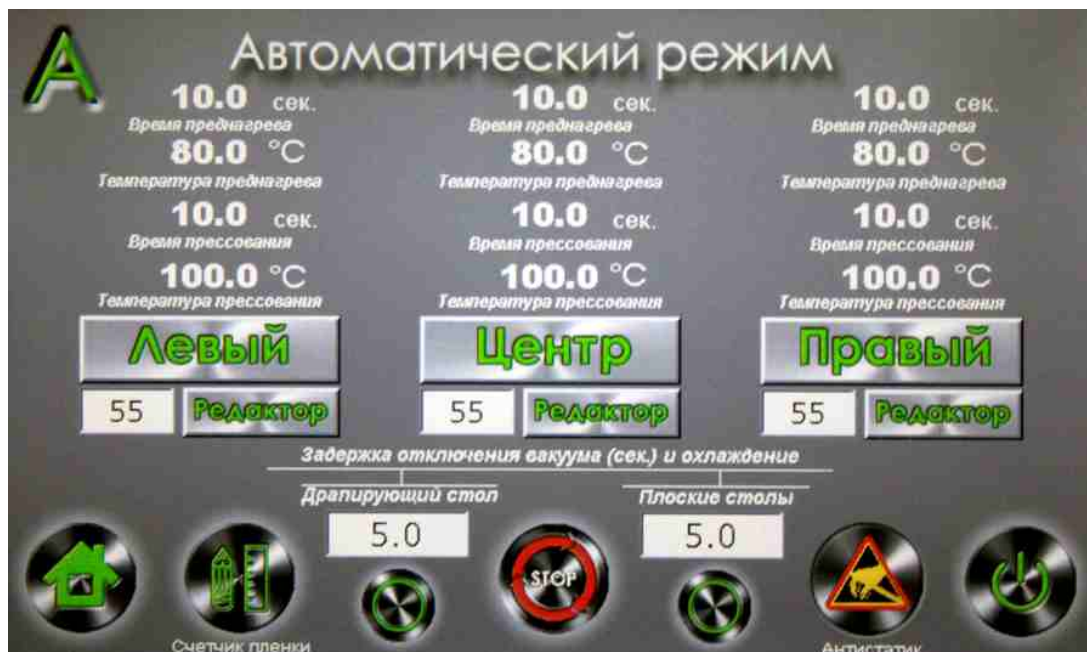 A Автоматический режим
10.0 сек. 10.0 сек. 10.0 сек.
Время преднагрева Время преднагрева Время преднагрева
80.0 °C 80.0 °C 80.0 °C
Температура преднагрева Температура преднагрева Температура преднагрева
10.0 сек. 10.0 сек. 10.0 сек.
Время прессования Время прессования Время прессования
100.0 °C 100.0 °C 100.0 °C
Температура прессования Температура прессования Температура прессования
Левый Центр Правый
55 Редактор 55 Редактор 55 Редактор
Задержка отключения вакуума (сек.) и охлаждение
Драпирующий стол Плоские столы
5.0 5.0
STOP
Счетчик пленки Антистатик